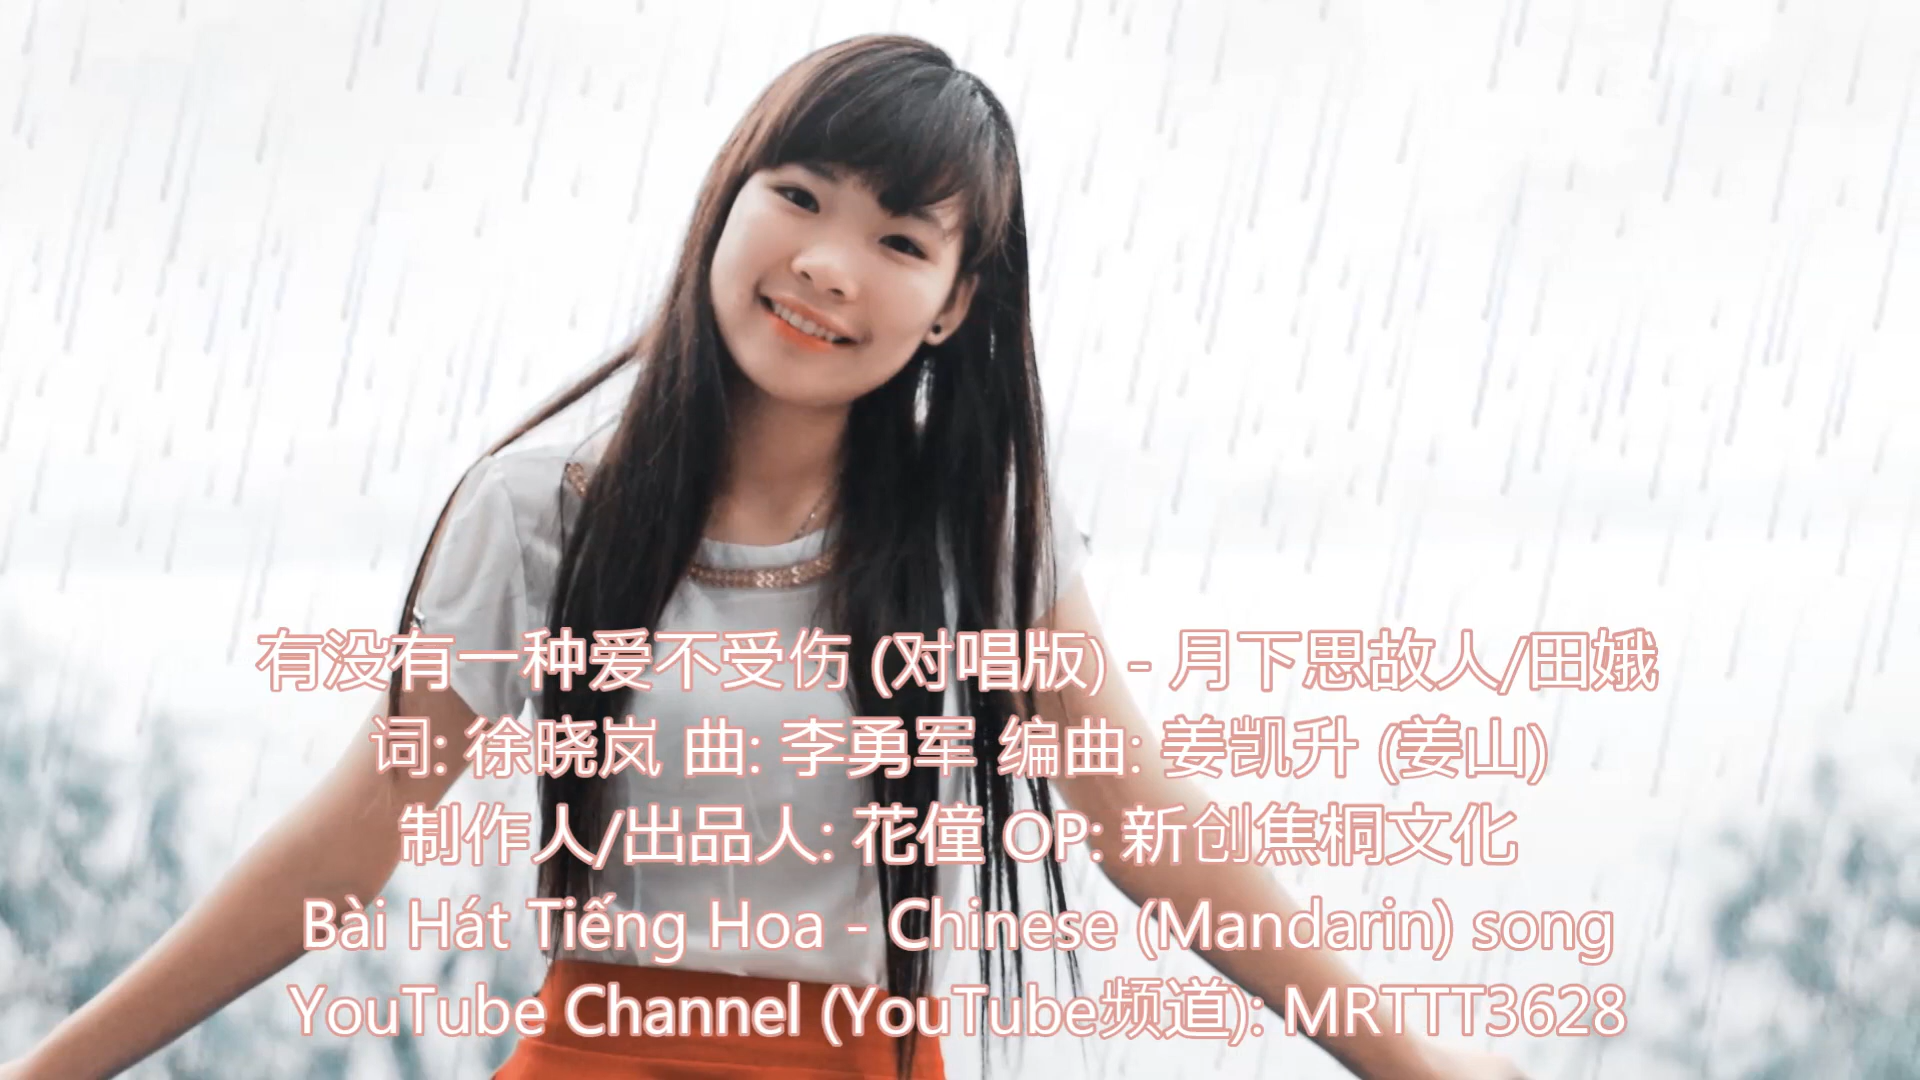 有没有一种爱不受伤 (对唱版) - 月下思故人/田娥
词: 徐晓岚 曲: 李勇军 编曲: 姜凯升 (姜山)
制作人/出品人: 花僮 OP: 新创焦桐文化
Bài Hát Tiếng Hoa - Chinese (Mandarin) song
YouTube Channel (YouTube频道): MRTTT3628